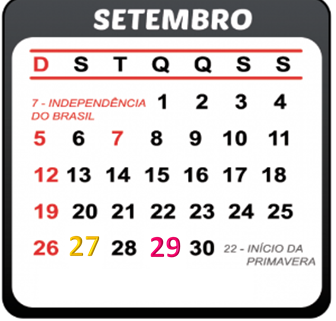 SETEMBRO
D S T Q Q S S
7 - INDEPENDÊNCIA DO BRASIL 1 2 3 4
5 6 7 8 9 10 11
12 13 14 15 16 17 18
19 20 21 22 23 24 25
26 27 28 29 30 22 - INÍCIO DA PRIMAVERA